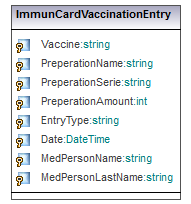 ImmunCardVaccinationEntry
Vaccine:string
PreperationName:string
PreperationSerie:string
PreperationAmount:int
EntryType:string
Date:DateTime
MedPersonName:string
MedPersonLastName:string